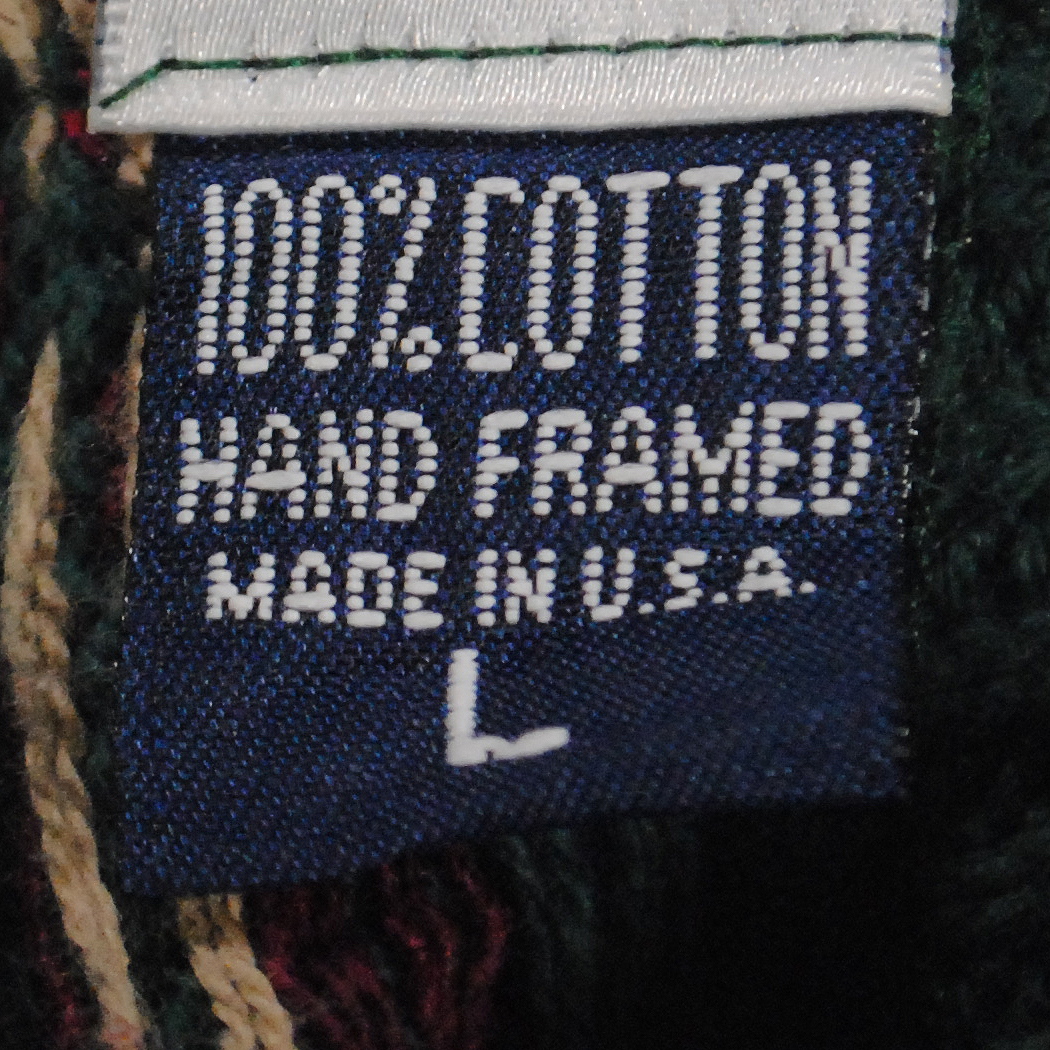 100% COTTON
HAND FRAMED
MADE IN U.S.A.
L